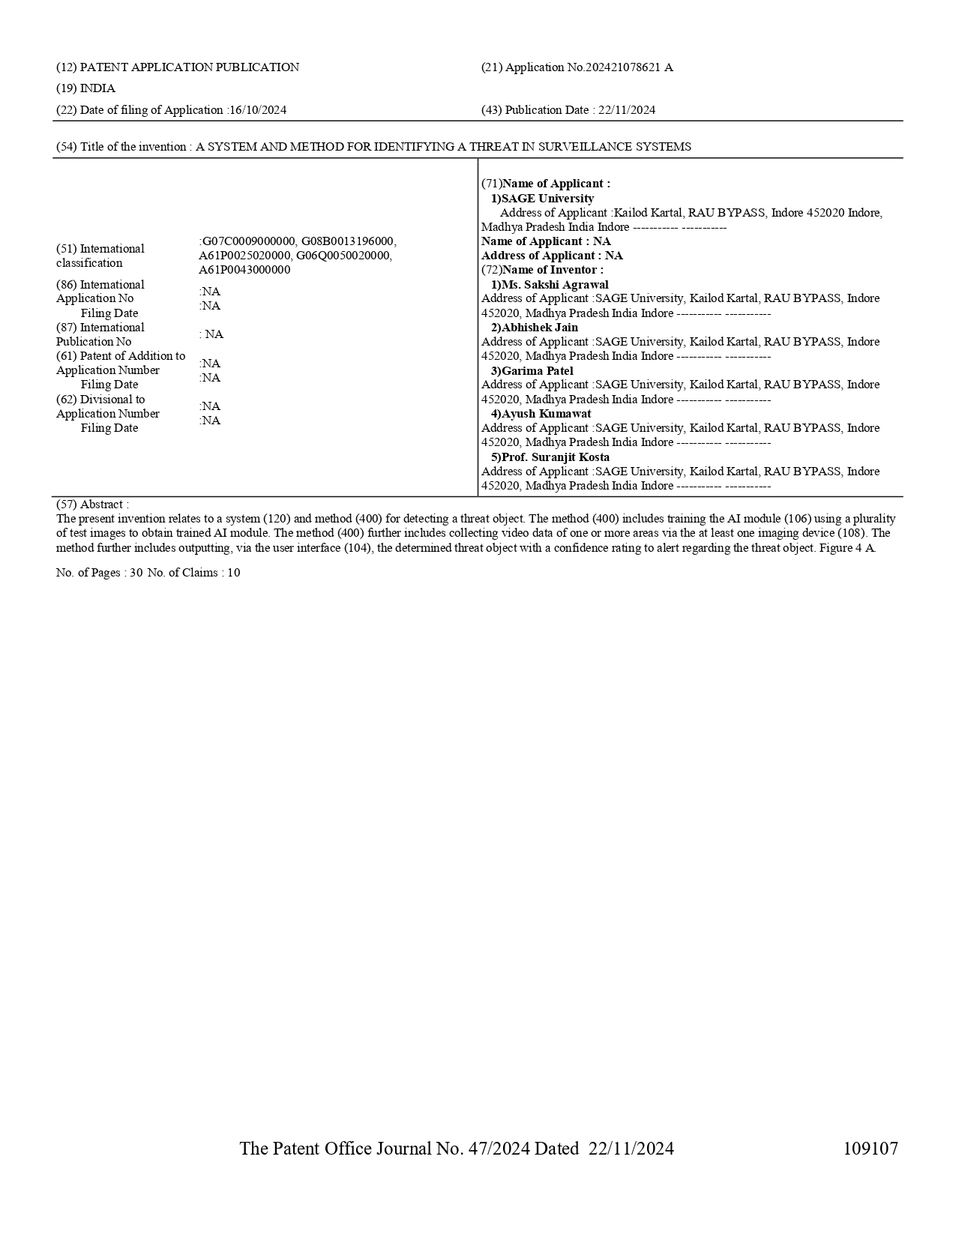 (12) PATENT APPLICATION PUBLICATION
(21) Application No.202421078621 A
(19) INDIA
(22) Date of filing of Application :16/10/2024
(43) Publication Date : 22/11/2024
(54) Title of the invention : A SYSTEM AND METHOD FOR IDENTIFYING A THREAT IN SURVEILLANCE SYSTEMS
(51) International
classification
:G07C0009000000, G08B0013196000,
A61P0025020000, G06Q0050020000,
A61P0043000000
(86) International
Application No
Filing Date
:NA
:NA
(87) International
Publication No
: NA
(61) Patent of Addition to
Application Number
Filing Date
:NA
:NA
(62) Divisional to
Application Number
Filing Date
:NA
:NA
(71)Name of Applicant :
1)SAGE University
Address of Applicant :Kailod Kartal, RAU BYPASS, Indore 452020 Indore,
Madhya Pradesh India Indore ----------- -----------
Name of Applicant : NA
Address of Applicant : NA
(72)Name of Inventor :
1)Ms. Sakshi Agrawal
Address of Applicant :SAGE University, Kailod Kartal, RAU BYPASS, Indore
452020, Madhya Pradesh India Indore ----------- -----------
2)Abhishek Jain
Address of Applicant :SAGE University, Kailod Kartal, RAU BYPASS, Indore
452020, Madhya Pradesh India Indore ----------- -----------
3)Garima Patel
Address of Applicant :SAGE University, Kailod Kartal, RAU BYPASS, Indore
452020, Madhya Pradesh India Indore ----------- -----------
4)Ayush Kumawat
Address of Applicant :SAGE University, Kailod Kartal, RAU BYPASS, Indore
452020, Madhya Pradesh India Indore ----------- -----------
5)Prof. Suranjit Kosta
Address of Applicant :SAGE University, Kailod Kartal, RAU BYPASS, Indore
452020, Madhya Pradesh India Indore ----------- -----------
(57) Abstract :
The present invention relates to a system (120) and method (400) for detecting a threat object. The method (400) includes training the AI module (106) using a plurality
of test images to obtain trained AI module. The method (400) further includes collecting video data of one or more areas via the at least one imaging device (108). The
method further includes outputting, via the user interface (104), the determined threat object with a confidence rating to alert regarding the threat object. Figure 4 A
No. of Pages : 30 No. of Claims : 10
The Patent Office Journal No. 47/2024 Dated 22/11/2024
109107